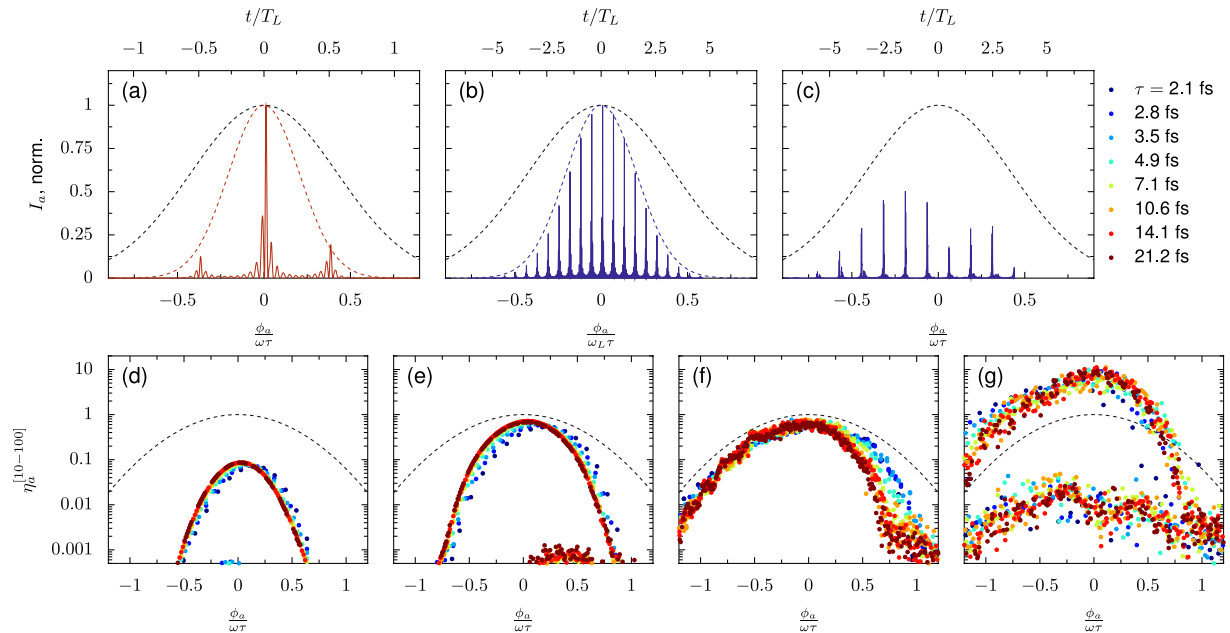 t/T_L t/T_L t/T_L
−1 −0.5 0 0.5 1 −5 −2.5 0 2.5 5 −5 −2.5 0 2.5 5
(a) (b) (c)
I_a, norm.
1
0.75
0.5
0.25
0
−0.5 0 0.5 −0.5 0 0.5 −0.5 0 0.5
ϕ_a/ωτ ϕ_a/ω_Lτ ϕ_a/ωτ
τ = 2.1 fs
2.8 fs
3.5 fs
4.9 fs
7.1 fs
10.6 fs
14.1 fs
21.2 fs
(d) (e) (f) (g)
η_a^[10−100]
10
1
0.1
0.01
0.001
−1 −0.5 0 0.5 1 −1 −0.5 0 0.5 1 −1 −0.5 0 0.5 1 −1 −0.5 0 0.5 1
ϕ_a/ωτ ϕ_a/ωτ ϕ_a/ωτ ϕ_a/ωτ